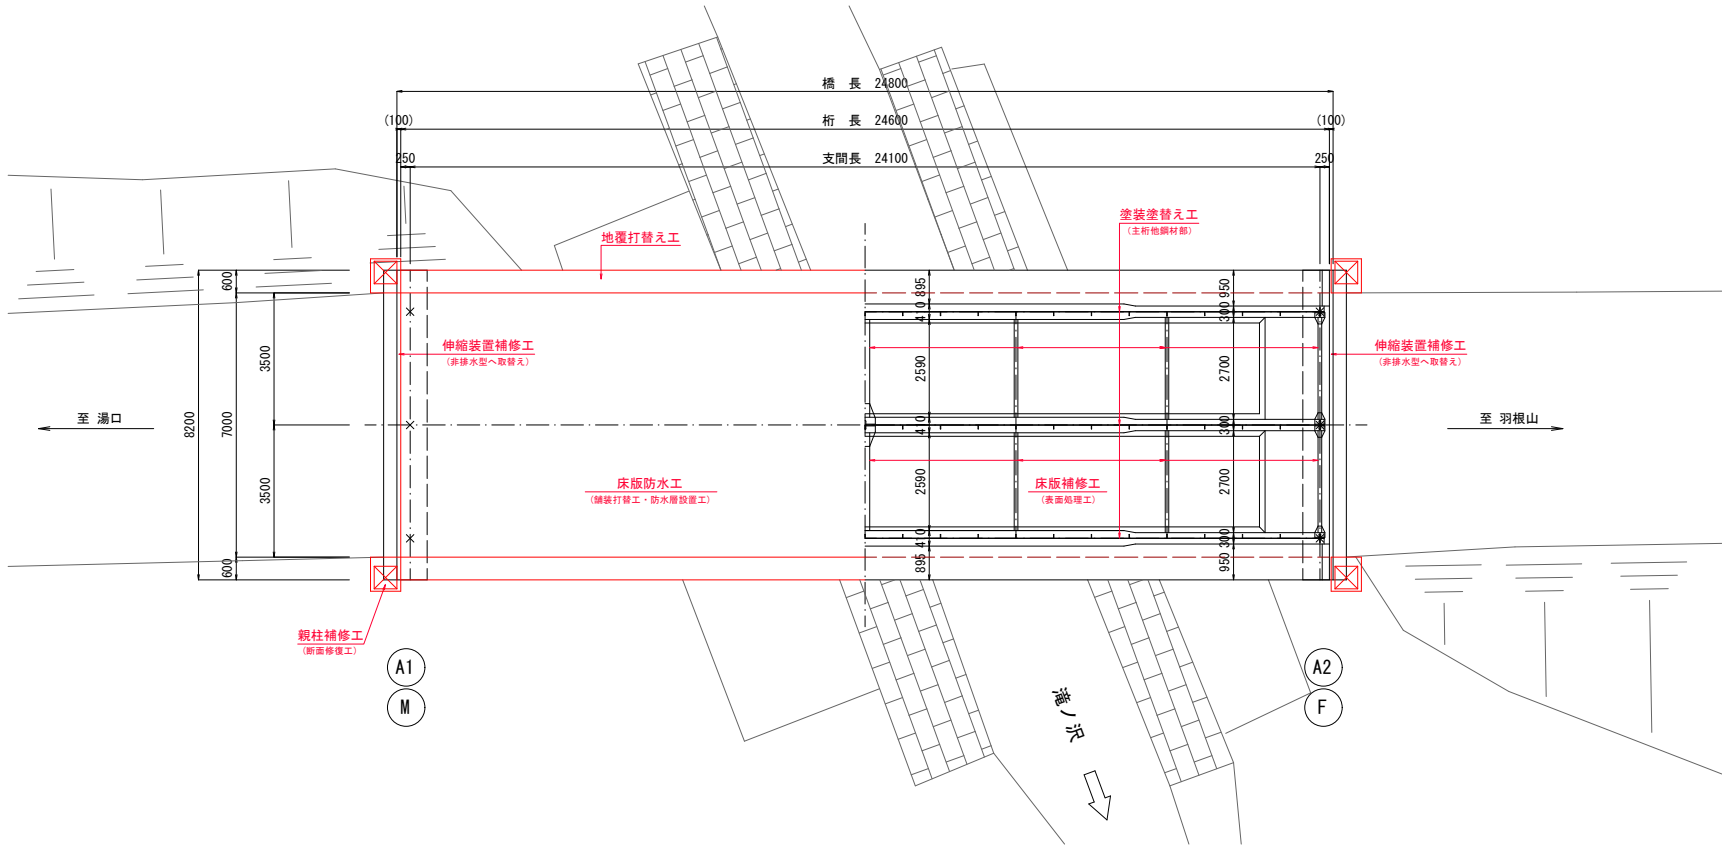 橋 長 24800
(100)
桁 長 24600
(100)
250
支間長 24100
250
塗装塗替え工
(主桁他鋼材部)
地覆打替え工
600
895
950
410
300
伸縮装置補修工
(非排水型へ取替え)
伸縮装置補修工
(非排水型へ取替え)
3500
2590
2700
8200
7000
至 湯口
410
300
至 羽根山
3500
床版防水工
(舗装打替工・防水層設置工)
2590
床版補修工
(表面処理工)
2700
410
300
600
895
950
親柱補修工
(断面修復工)
A1
M
A2
F
滝ノ沢